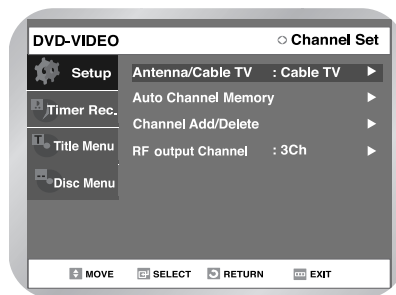 DVD-VIDEO
Channel Set
Setup
Antenna/Cable TV : Cable TV
Timer Rec.
Auto Channel Memory
Channel Add/Delete
Title Menu
RF output Channel : 3Ch
Disc Menu
MOVE SELECT RETURN EXIT